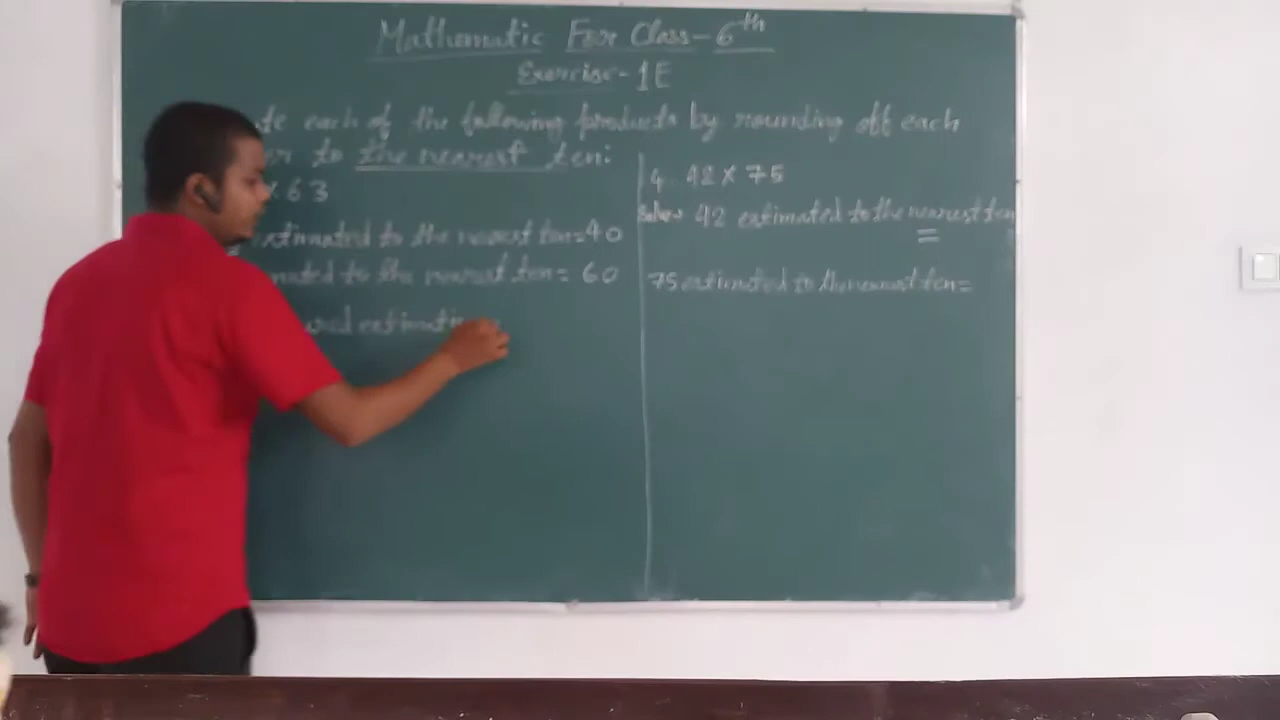 Mathematic For Class-6th
Exercise-1E
each of the following products by rounding off each
to the nearest ten:
× 63
estimated to the nearest ten=40
to the nearest ten= 60
4. 42 × 75
42 estimated to the nearest ten
=
75 estimated to the nearest ten=